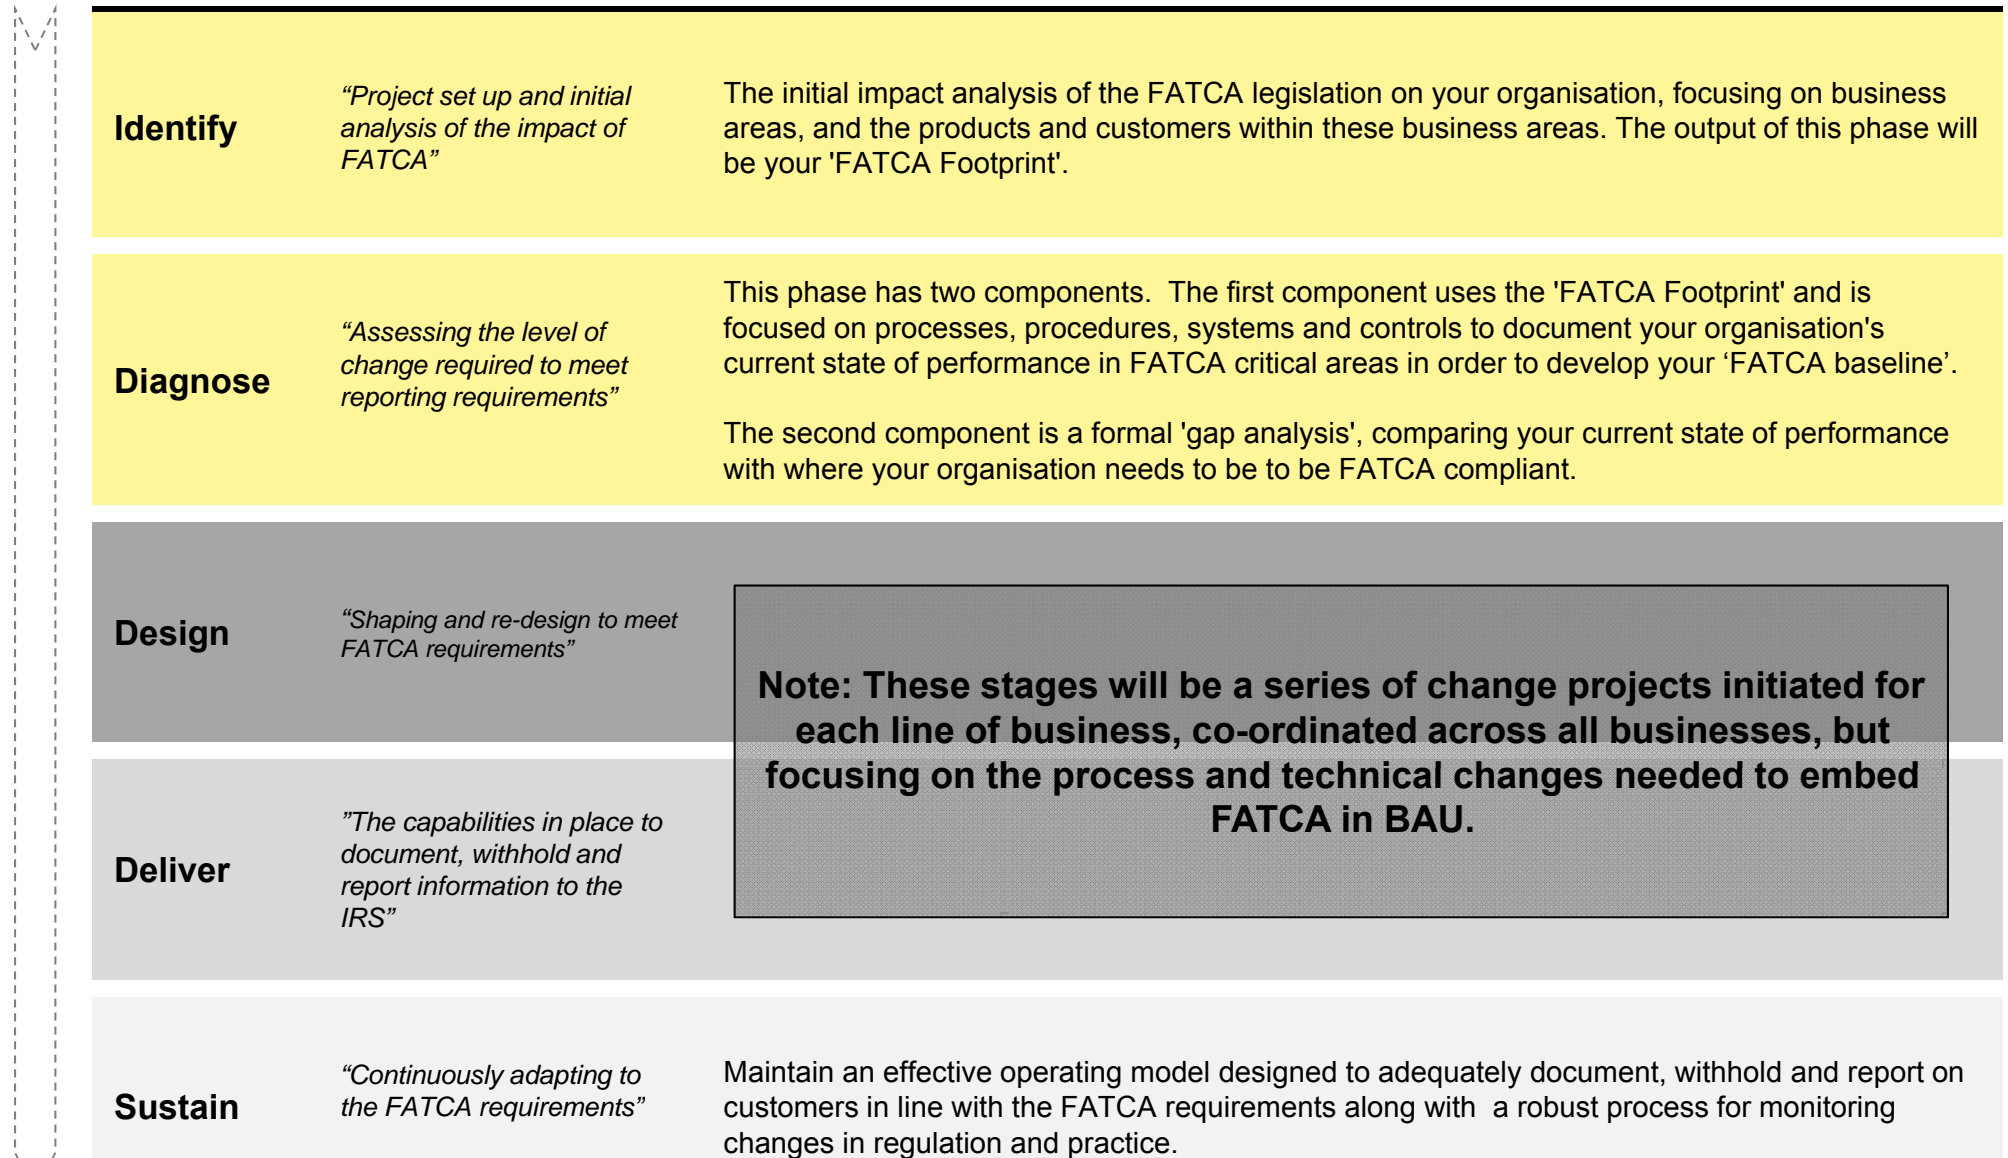 Identify
“Project set up and initial
analysis of the impact of
FATCA”
The initial impact analysis of the FATCA legislation on your organisation, focusing on business
areas, and the products and customers within these business areas. The output of this phase will
be your 'FATCA Footprint'.
Diagnose
“Assessing the level of
change required to meet
reporting requirements”
This phase has two components.  The first component uses the 'FATCA Footprint' and is
focused on processes, procedures, systems and controls to document your organisation's
current state of performance in FATCA critical areas in order to develop your ‘FATCA baseline’.
The second component is a formal 'gap analysis', comparing your current state of performance
with where your organisation needs to be to be FATCA compliant.
Design
“Shaping and re-design to meet
FATCA requirements”
Note: These stages will be a series of change projects initiated for
each line of business, co-ordinated across all businesses, but
focusing on the process and technical changes needed to embed
FATCA in BAU.
Deliver
”The capabilities in place to
document, withhold and
report information to the
IRS”
Sustain
“Continuously adapting to
the FATCA requirements”
Maintain an effective operating model designed to adequately document, withhold and report on
customers in line with the FATCA requirements along with  a robust process for monitoring
changes in regulation and practice.